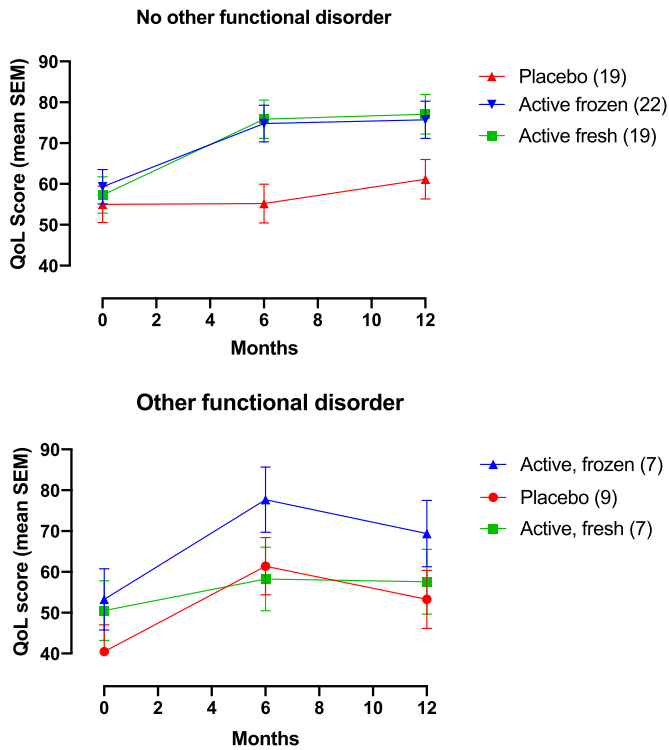 No other functional disorder
QoL Score (mean SEM)
90
80
70
60
50
40
0 2 4 6 8 10 12
Months
Placebo (19)
Active frozen (22)
Active fresh (19)
Other functional disorder
QoL score (mean SEM)
90
80
70
60
50
40
0 2 4 6 8 10 12
Months
Active, frozen (7)
Placebo (9)
Active, fresh (7)